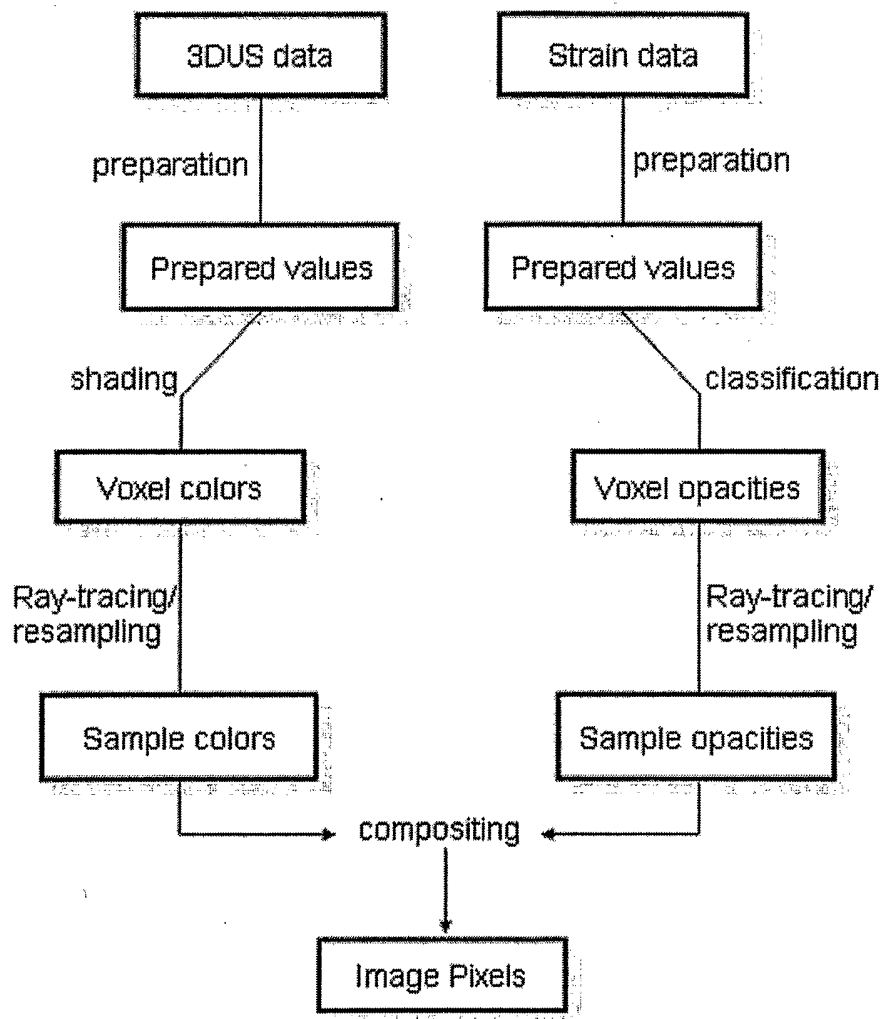 3DUS data
Strain data
preparation
preparation
Prepared values
Prepared values
shading
classification
Voxel colors
Voxel opacities
Ray-tracing/
resampling
Ray-tracing/
resampling
Sample colors
Sample opacities
compositing
Image Pixels